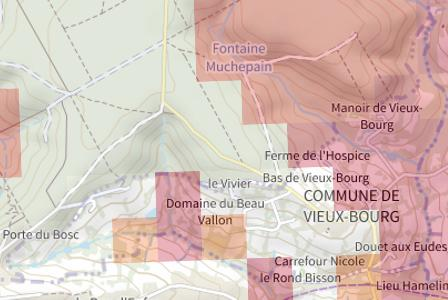 Fontaine
Muchepain
Manoir de Vieux-
Bourg
Ferme de l'Hospice
Bas de Vieux-Bourg
le Vivier
COMMUNE DE
VIEUX-BOURG
Domaine du Beau
Vallon
Porte du Bosc
Douet aux Eudes
Carrefour Nicole
le Rond Bisson
Lieu Hamelin